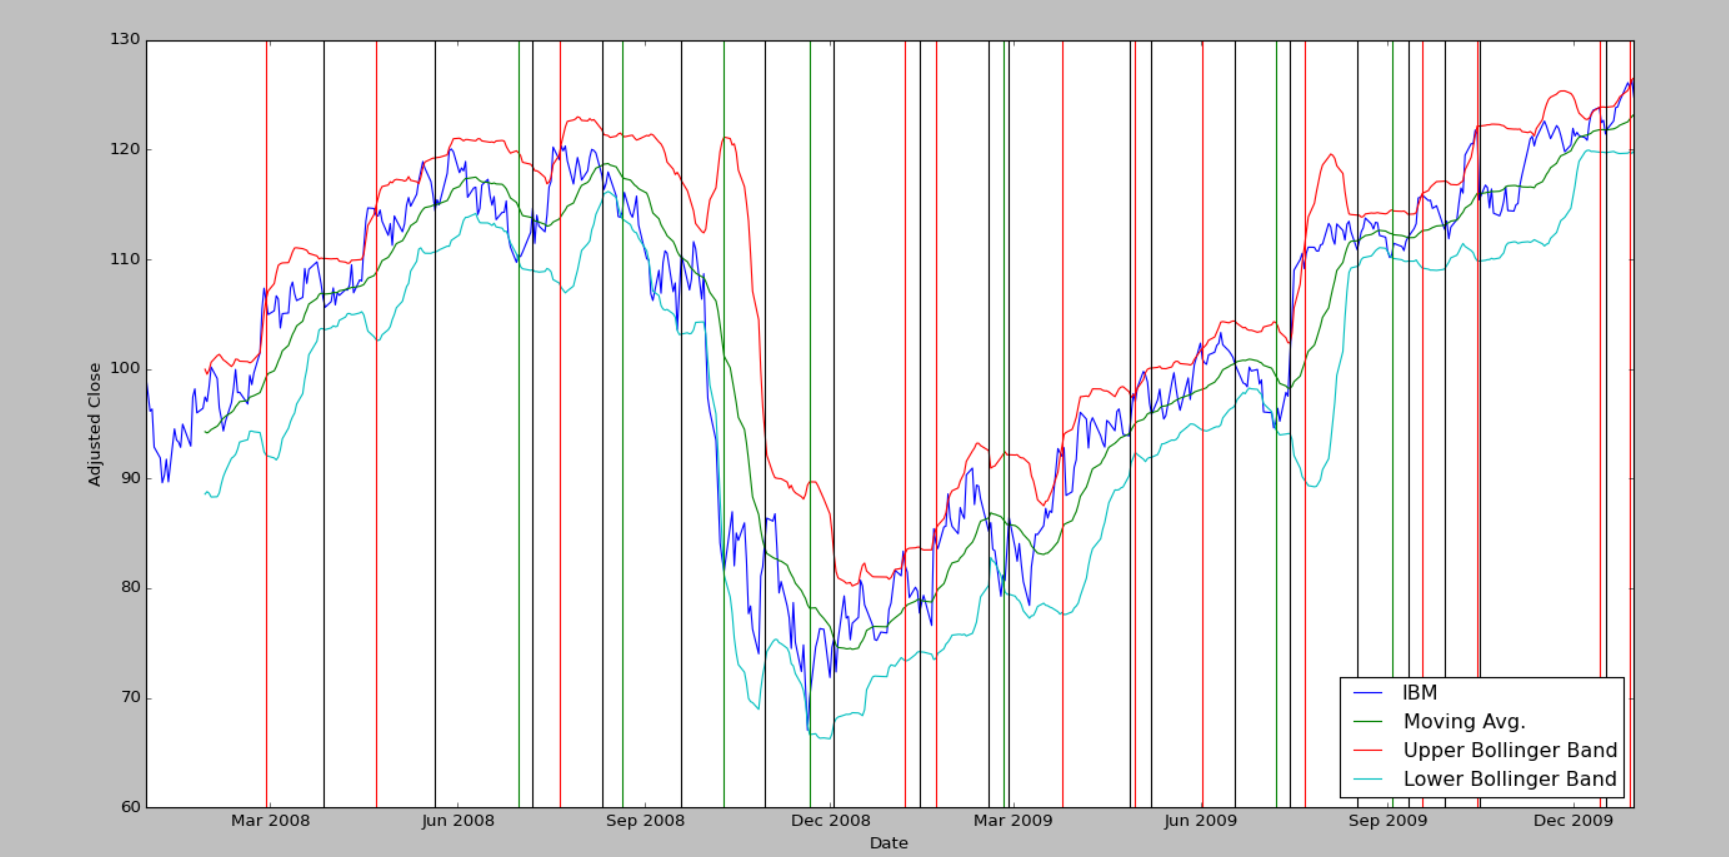 130
120
110
100
90
80
70
60
Adjusted Close
IBM
Moving Avg.
Upper Bollinger Band
Lower Bollinger Band
Mar 2008 Jun 2008 Sep 2008 Dec 2008 Mar 2009 Jun 2009 Sep 2009 Dec 2009
Date